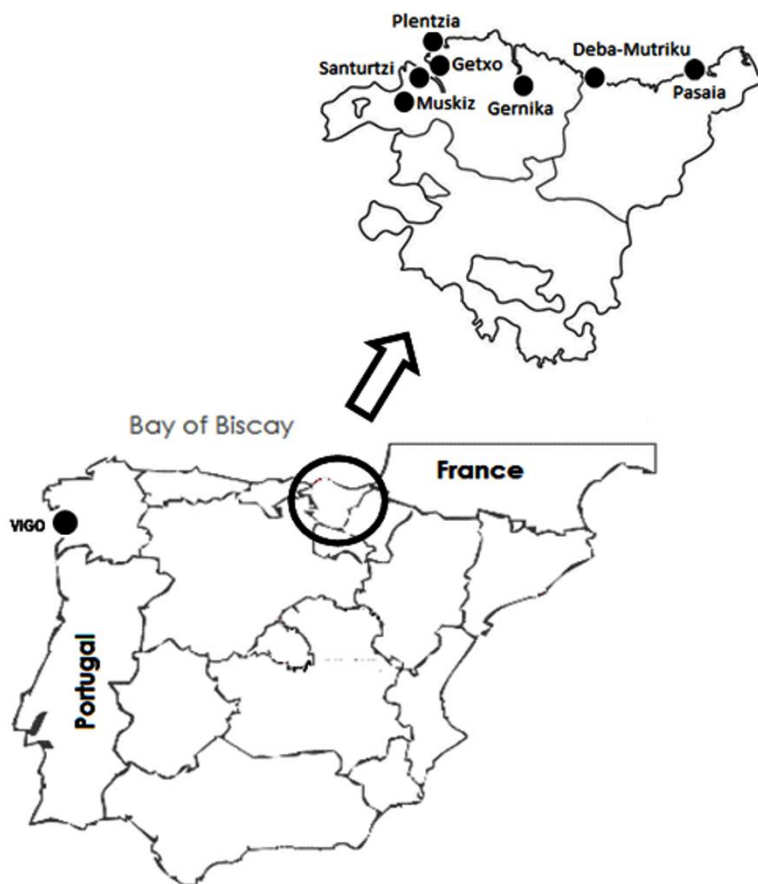 Plentzia
Deba-Mutriku
Santurtzi
Getxo
Muskiz
Gernika
Pasaia
Bay of Biscay
France
VIGO
Portugal